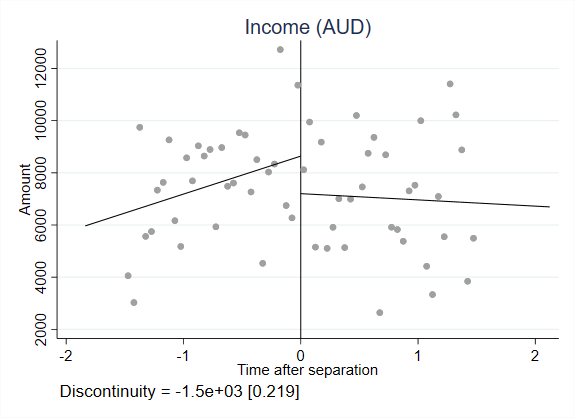 Income (AUD)
12000
10000
8000
6000
4000
2000
Amount
-2 -1 0 1 2
Time after separation
Discontinuity = -1.5e+03 [0.219]